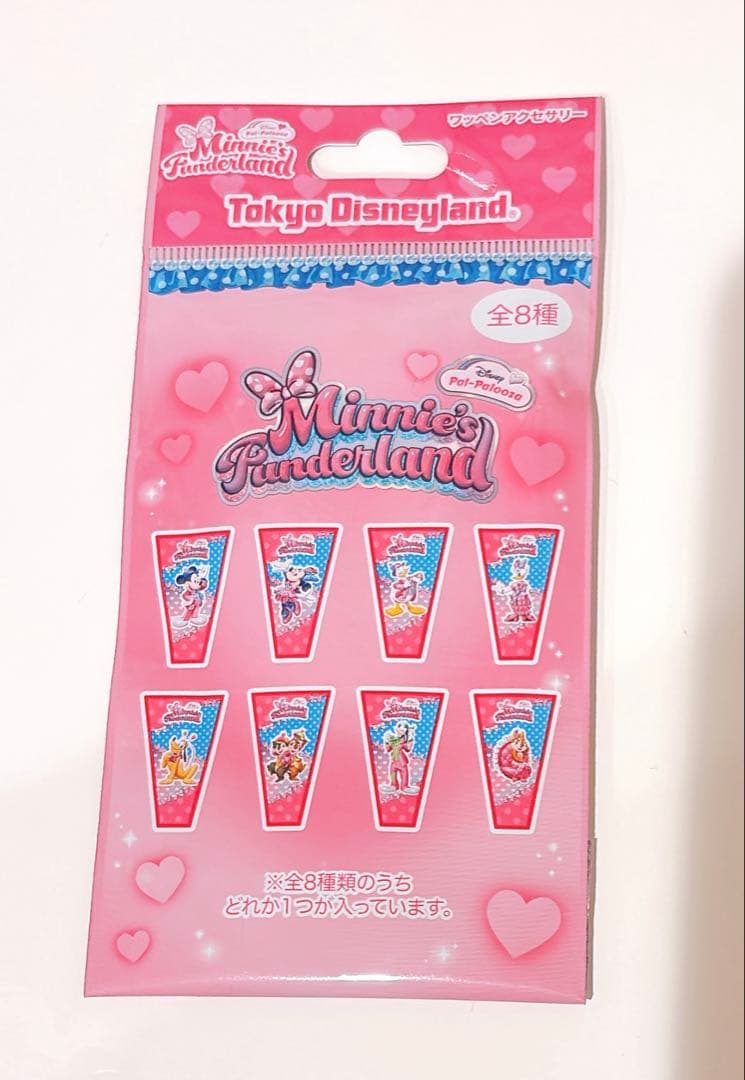 Disney
Pal-Palooza
Minnie's
Funderland
ワッペンアクセサリー
Tokyo Disneyland®
全8種
Disney
Pal-Palooza
Minnie's
Funderland
※全8種類のうち
どれか1つが入っています。